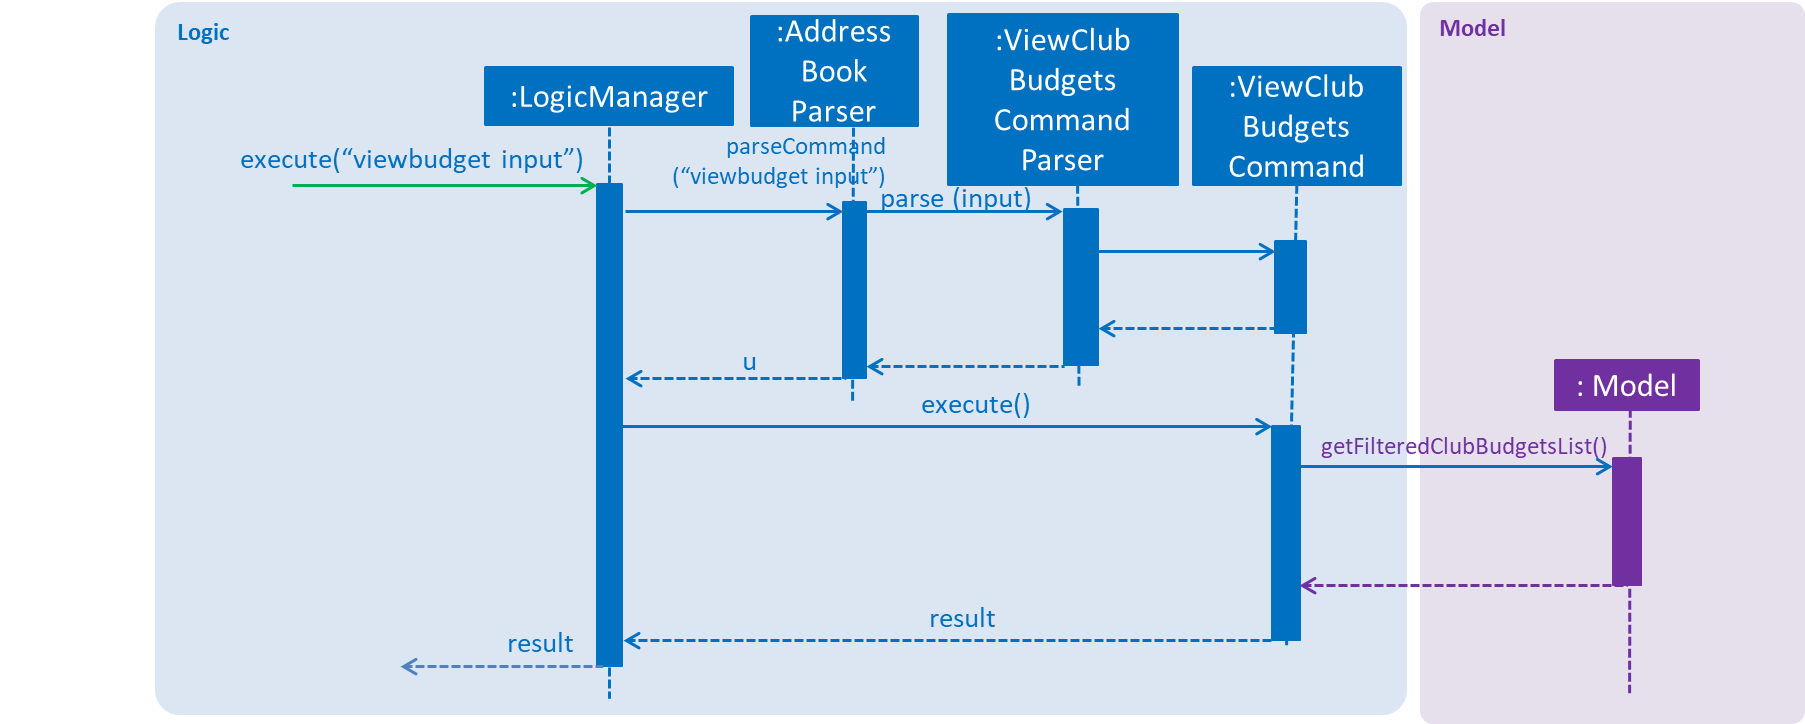 Logic
Model
:LogicManager
:Address
Book
Parser
:ViewClub
Budgets
Command
Parser
:ViewClub
Budgets
Command
execute(“viewbudget input”)
parseCommand
(“viewbudget input”)
parse (input)
u
execute()
: Model
getFilteredClubBudgetsList()
result
result